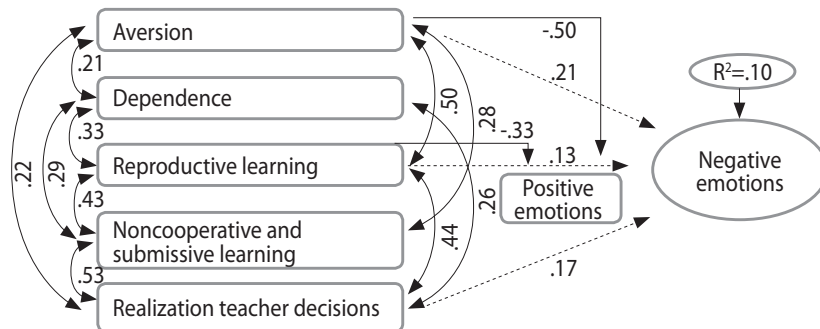 Aversion
-.50
.21
.21
R²=.10
Dependence
.50
.28
.33
-.33
.22
.29
Reproductive learning
.13
Negative
emotions
.43
Positive
emotions
.26
.44
Noncooperative and
submissive learning
.53
.17
Realization teacher decisions